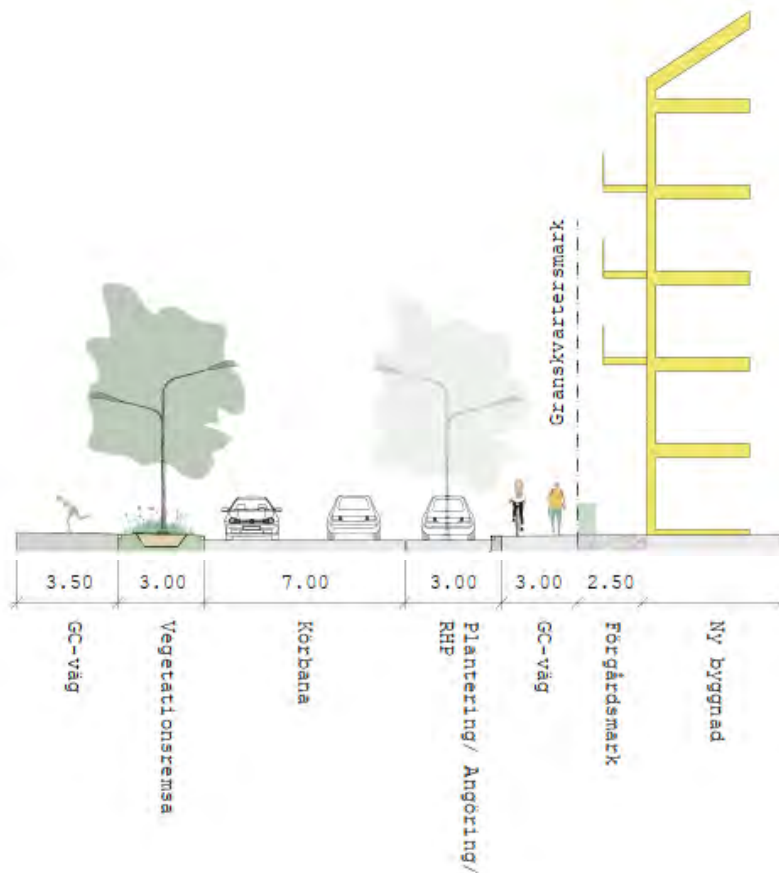 Gränskvartersmark
3.50 3.00 7.00 3.00 3.00 2.50
GC-väg
Vegetationsremsa
Körbana
Plantering/ Angöring/
RHP
GC-väg
Förgårdsmark
Ny byggnad